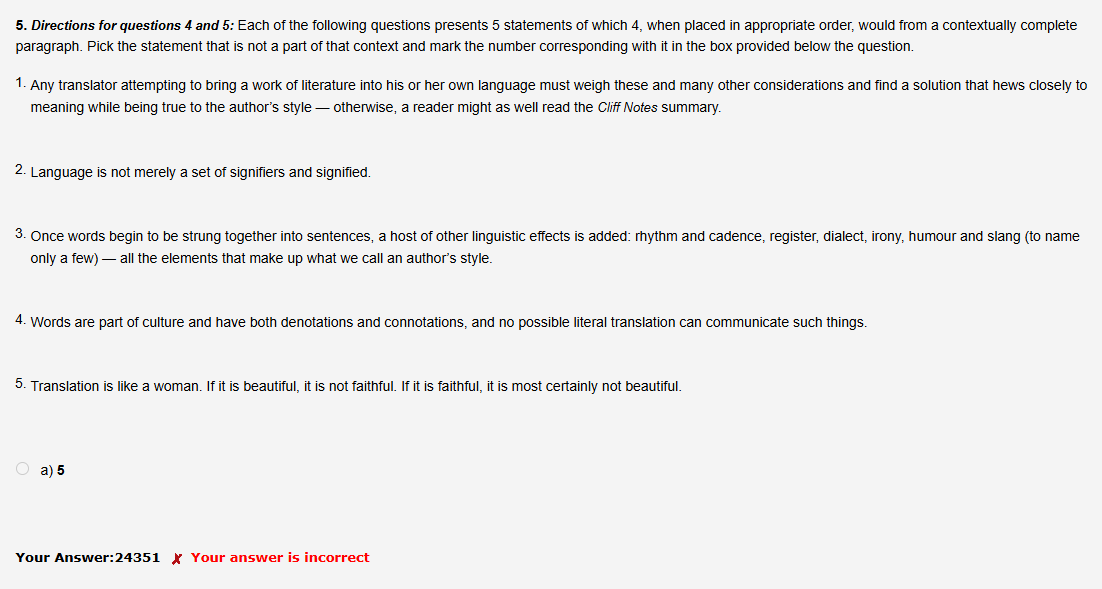 5. Directions for questions 4 and 5: Each of the following questions presents 5 statements of which 4, when placed in appropriate order, would from a contextually complete
paragraph. Pick the statement that is not a part of that context and mark the number corresponding with it in the box provided below the question.
1. Any translator attempting to bring a work of literature into his or her own language must weigh these and many other considerations and find a solution that hews closely to
meaning while being true to the author's style — otherwise, a reader might as well read the Cliff Notes summary.
2. Language is not merely a set of signifiers and signified.
3. Once words begin to be strung together into sentences, a host of other linguistic effects is added: rhythm and cadence, register, dialect, irony, humour and slang (to name
only a few) — all the elements that make up what we call an author's style.
4. Words are part of culture and have both denotations and connotations, and no possible literal translation can communicate such things.
5. Translation is like a woman. If it is beautiful, it is not faithful. If it is faithful, it is most certainly not beautiful.
a) 5
Your Answer:24351 ✘ Your answer is incorrect